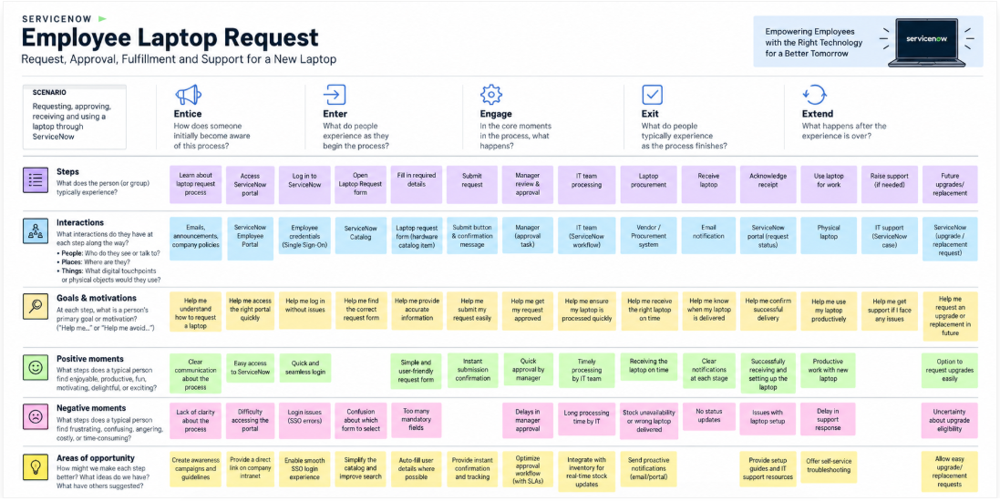 SERVICENOW
Employee Laptop Request
Request, Approval, Fulfillment and Support for a New Laptop
Empowering Employees
with the Right Technology
for a Better Tomorrow
servicenow
SCENARIO
Requesting, approving,
receiving and using a
laptop through
ServiceNow
Entice
How does someone
initially become aware
of this process?
Enter
What do people
experience as they
begin the process?
Engage
In the core moments
in the process, what
happens?
Exit
What do people
typically experience
as the process finishes?
Extend
What happens after the
experience is over?
Steps
What does the person (or group)
typically experience?
Learn about
laptop request
process
Access
ServiceNow
portal
Log in to
ServiceNow
Open
Laptop Request
form
Fill in required
details
Submit
request
Manager
review &
approval
IT team
processing
Laptop
procurement
Receive
laptop
Acknowledge
receipt
Use laptop
for work
Raise support
(if needed)
Future
upgrades/
replacement
Interactions
What interactions do they have at
each step along the way?
• People: Who do they see or talk to?
• Places: Where are they?
• Things: What digital touchpoints
or physical objects would they use?
Emails,
announcements,
company policies
ServiceNow
Employee
Portal
Employee
credentials
(Single Sign-On)
ServiceNow
Catalog
Laptop request
form (hardware
catalog item)
Submit button
& confirmation
message
Manager
(approval
task)
IT team
(ServiceNow
workflow)
Vendor /
Procurement
system
Email
notification
ServiceNow
portal (request
status)
Physical
laptop
IT support
(ServiceNow
case)
ServiceNow
(upgrade /
replacement
request)
Goals & motivations
At each step, what is a person's
primary goal or motivation?
("Help me..." or "Help me avoid...")
Help me
understand
how to request
a laptop
Help me access
the right portal
quickly
Help me log in
without issues
Help me find
the correct
request form
Help me provide
accurate
information
Help me
submit my
request easily
Help me get
my request
approved
Help me ensure
my laptop is
processed quickly
Help me receive
the right laptop
on time
Help me know
when my laptop
is delivered
Help me confirm
successful
delivery
Help me use
my laptop
productively
Help me get
support if I face
any issues
Help me
request an
upgrade or
replacement in
future
Positive moments
What steps does a typical person
find enjoyable, productive, fun,
motivating, delightful, or exciting?
Clear
communication
about the
process
Easy access
to ServiceNow
Quick and
seamless login
Simple and
user-friendly
request form
Instant
submission
confirmation
Quick
approval by
manager
Timely
processing
by IT team
Receiving the
laptop on time
Clear
notifications
at each stage
Successfully
receiving and
setting up the
laptop
Productive
work with new
laptop
Option to
request upgrades
easily
Negative moments
What steps does a typical person
find frustrating, confusing, angering,
costly, or time-consuming?
Lack of clarity
about the
process
Difficulty
accessing the
portal
Login issues
(SSO errors)
Confusion
about which
form to select
Too many
mandatory
fields
Delays in
manager
approval
Long processing
time by IT
Stock unavailability
or wrong laptop
delivered
No status
updates
Issues with
laptop setup
Delay in
support
response
Uncertainty
about upgrade
eligibility
Areas of opportunity
How might we make each step
better? What ideas do we have?
What have others suggested?
Create awareness
campaigns and
guidelines
Provide a direct
link on company
intranet
Enable smooth
SSO login
experience
Simplify the
catalog and
improve search
Auto-fill user
details where
possible
Provide instant
confirmation
and tracking
Optimize
approval
workflow
(with SLAs)
Integrate with
inventory for
real-time stock
updates
Send proactive
notifications
(email/portal)
Provide setup
guides and IT
support resources
Offer self-service
troubleshooting
Allow easy
upgrade/
replacement
requests